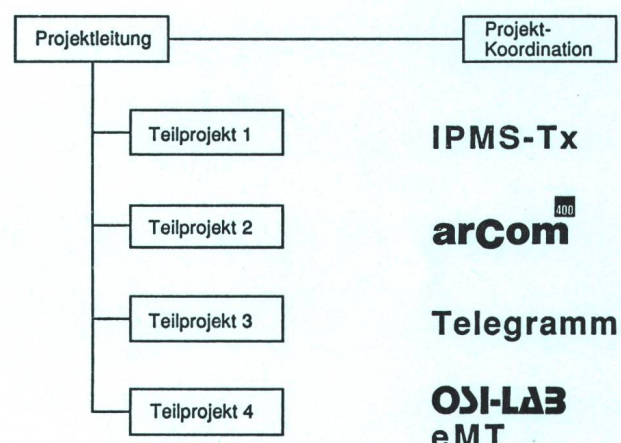 Projektleitung
Projekt-
Koordination
Teilprojekt 1
IPMS-Tx
Teilprojekt 2
arCom 400
Teilprojekt 3
Telegramm
Teilprojekt 4
OSI-LAB
eMT